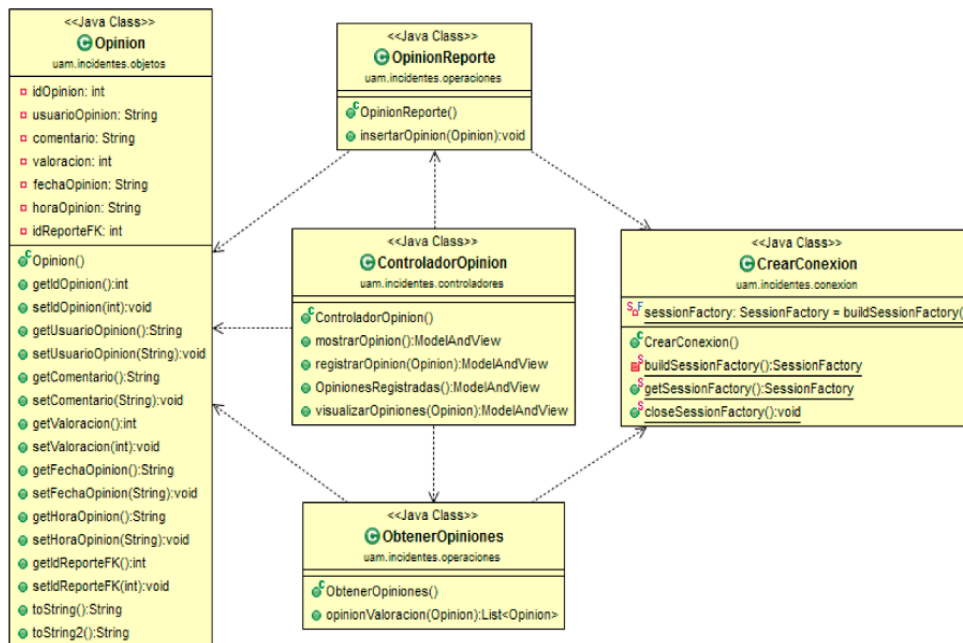 <<Java Class>>
Opinion
uam.incidentes.objetos
idOpinion: int
usuarioOpinion: String
comentario: String
valoracion: int
fechaOpinion: String
horaOpinion: String
idReporteFK: int
Opinion()
getIdOpinion():int
setIdOpinion(int):void
getUsuarioOpinion():String
setUsuarioOpinion(String):void
getComentario():String
setComentario(String):void
getValoracion():int
setValoracion(int):void
getFechaOpinion():String
setFechaOpinion(String):void
getHoraOpinion():String
setHoraOpinion(String):void
getIdReporteFK():int
setIdReporteFK(int):void
toString():String
toString2():String
<<Java Class>>
OpinionReporte
uam.incidentes.operaciones
OpinionReporte()
insertarOpinion(Opinion):void
<<Java Class>>
ControladorOpinion
uam.incidentes.controladores
ControladorOpinion()
mostrarOpinion():ModelAndView
registrarOpinion(Opinion):ModelAndView
OpinionesRegistradas():ModelAndView
visualizarOpiniones(Opinion):ModelAndView
<<Java Class>>
ObtenerOpiniones
uam.incidentes.operaciones
ObtenerOpiniones()
opinionValoracion(Opinion):List<Opinion>
<<Java Class>>
CrearConexion
uam.incidentes.conexion
sessionFactory: SessionFactory = buildSessionFactory(
CrearConexion()
buildSessionFactory():SessionFactory
getSessionFactory():SessionFactory
closeSessionFactory():void